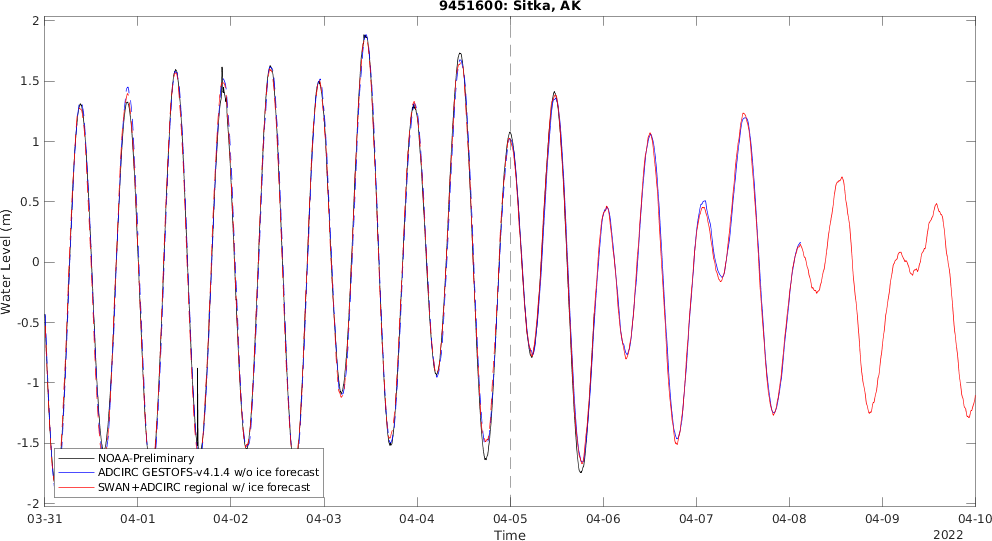 9451600: Sitka, AK
2
1.5
1
0.5
0
-0.5
-1
-1.5
-2
Water Level (m)
NOAA-Preliminary
ADCIRC GESTOFS-v4.1.4 w/o ice forecast
SWAN+ADCIRC regional w/ ice forecast
03-31 04-01 04-02 04-03 04-04 04-05 04-06 04-07 04-08 04-09 04-10
Time
2022